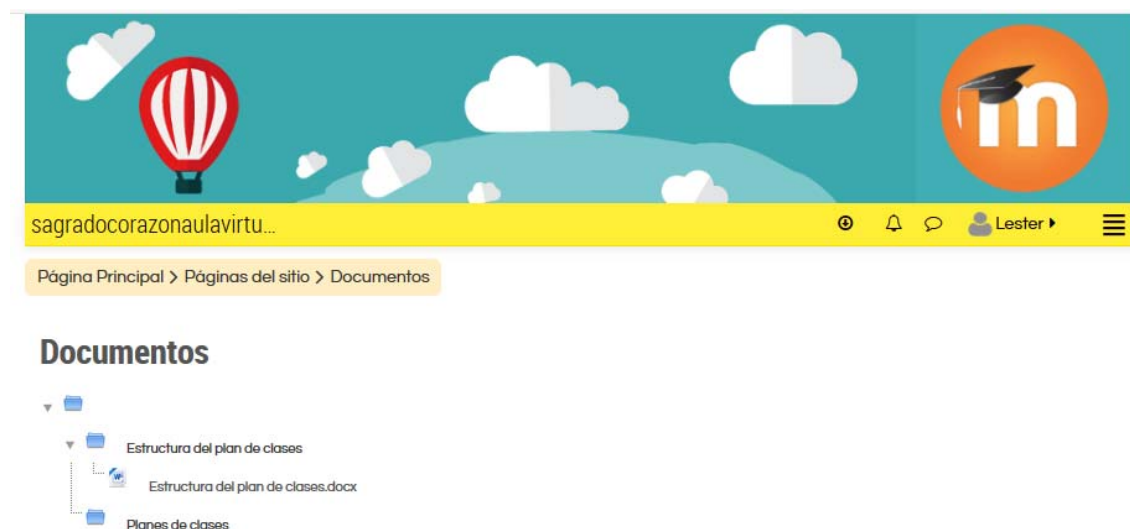 m
sagradocorazonaulavirtu...
Lester
Página Principal > Páginas del sitio > Documentos
Documentos
Estructura del plan de clases
Estructura del plan de clases.docx
Planes de clases